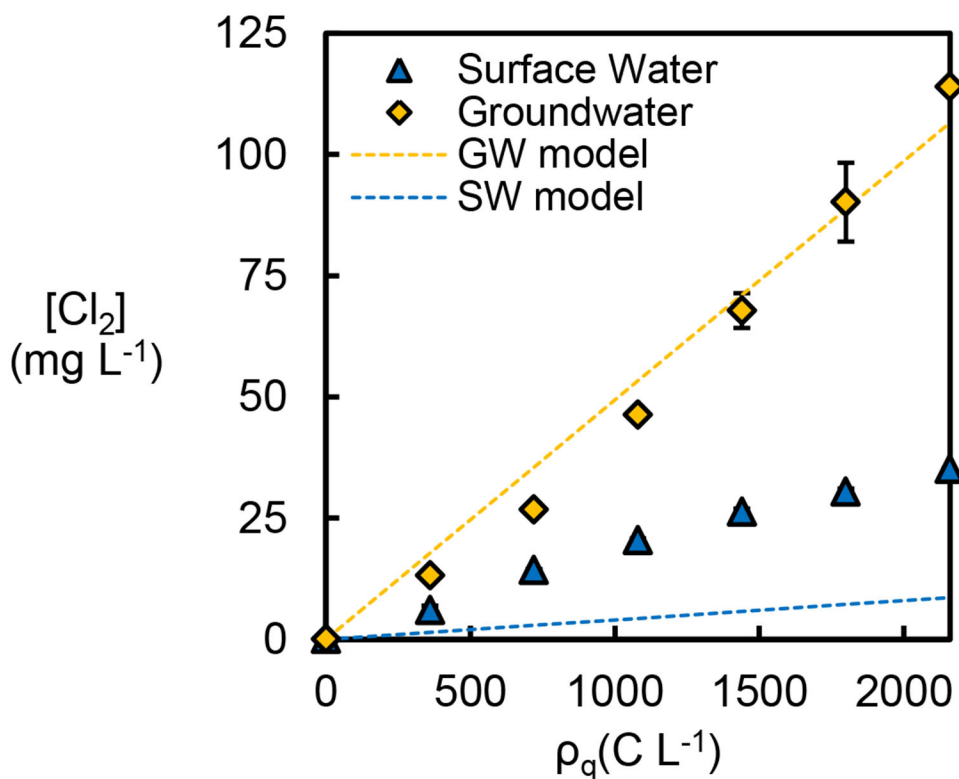 125
100
75
50
25
0
[Cl₂]
(mg L⁻¹)
Surface Water
Groundwater
GW model
SW model
0 500 1000 1500 2000
ρ_q(C L⁻¹)